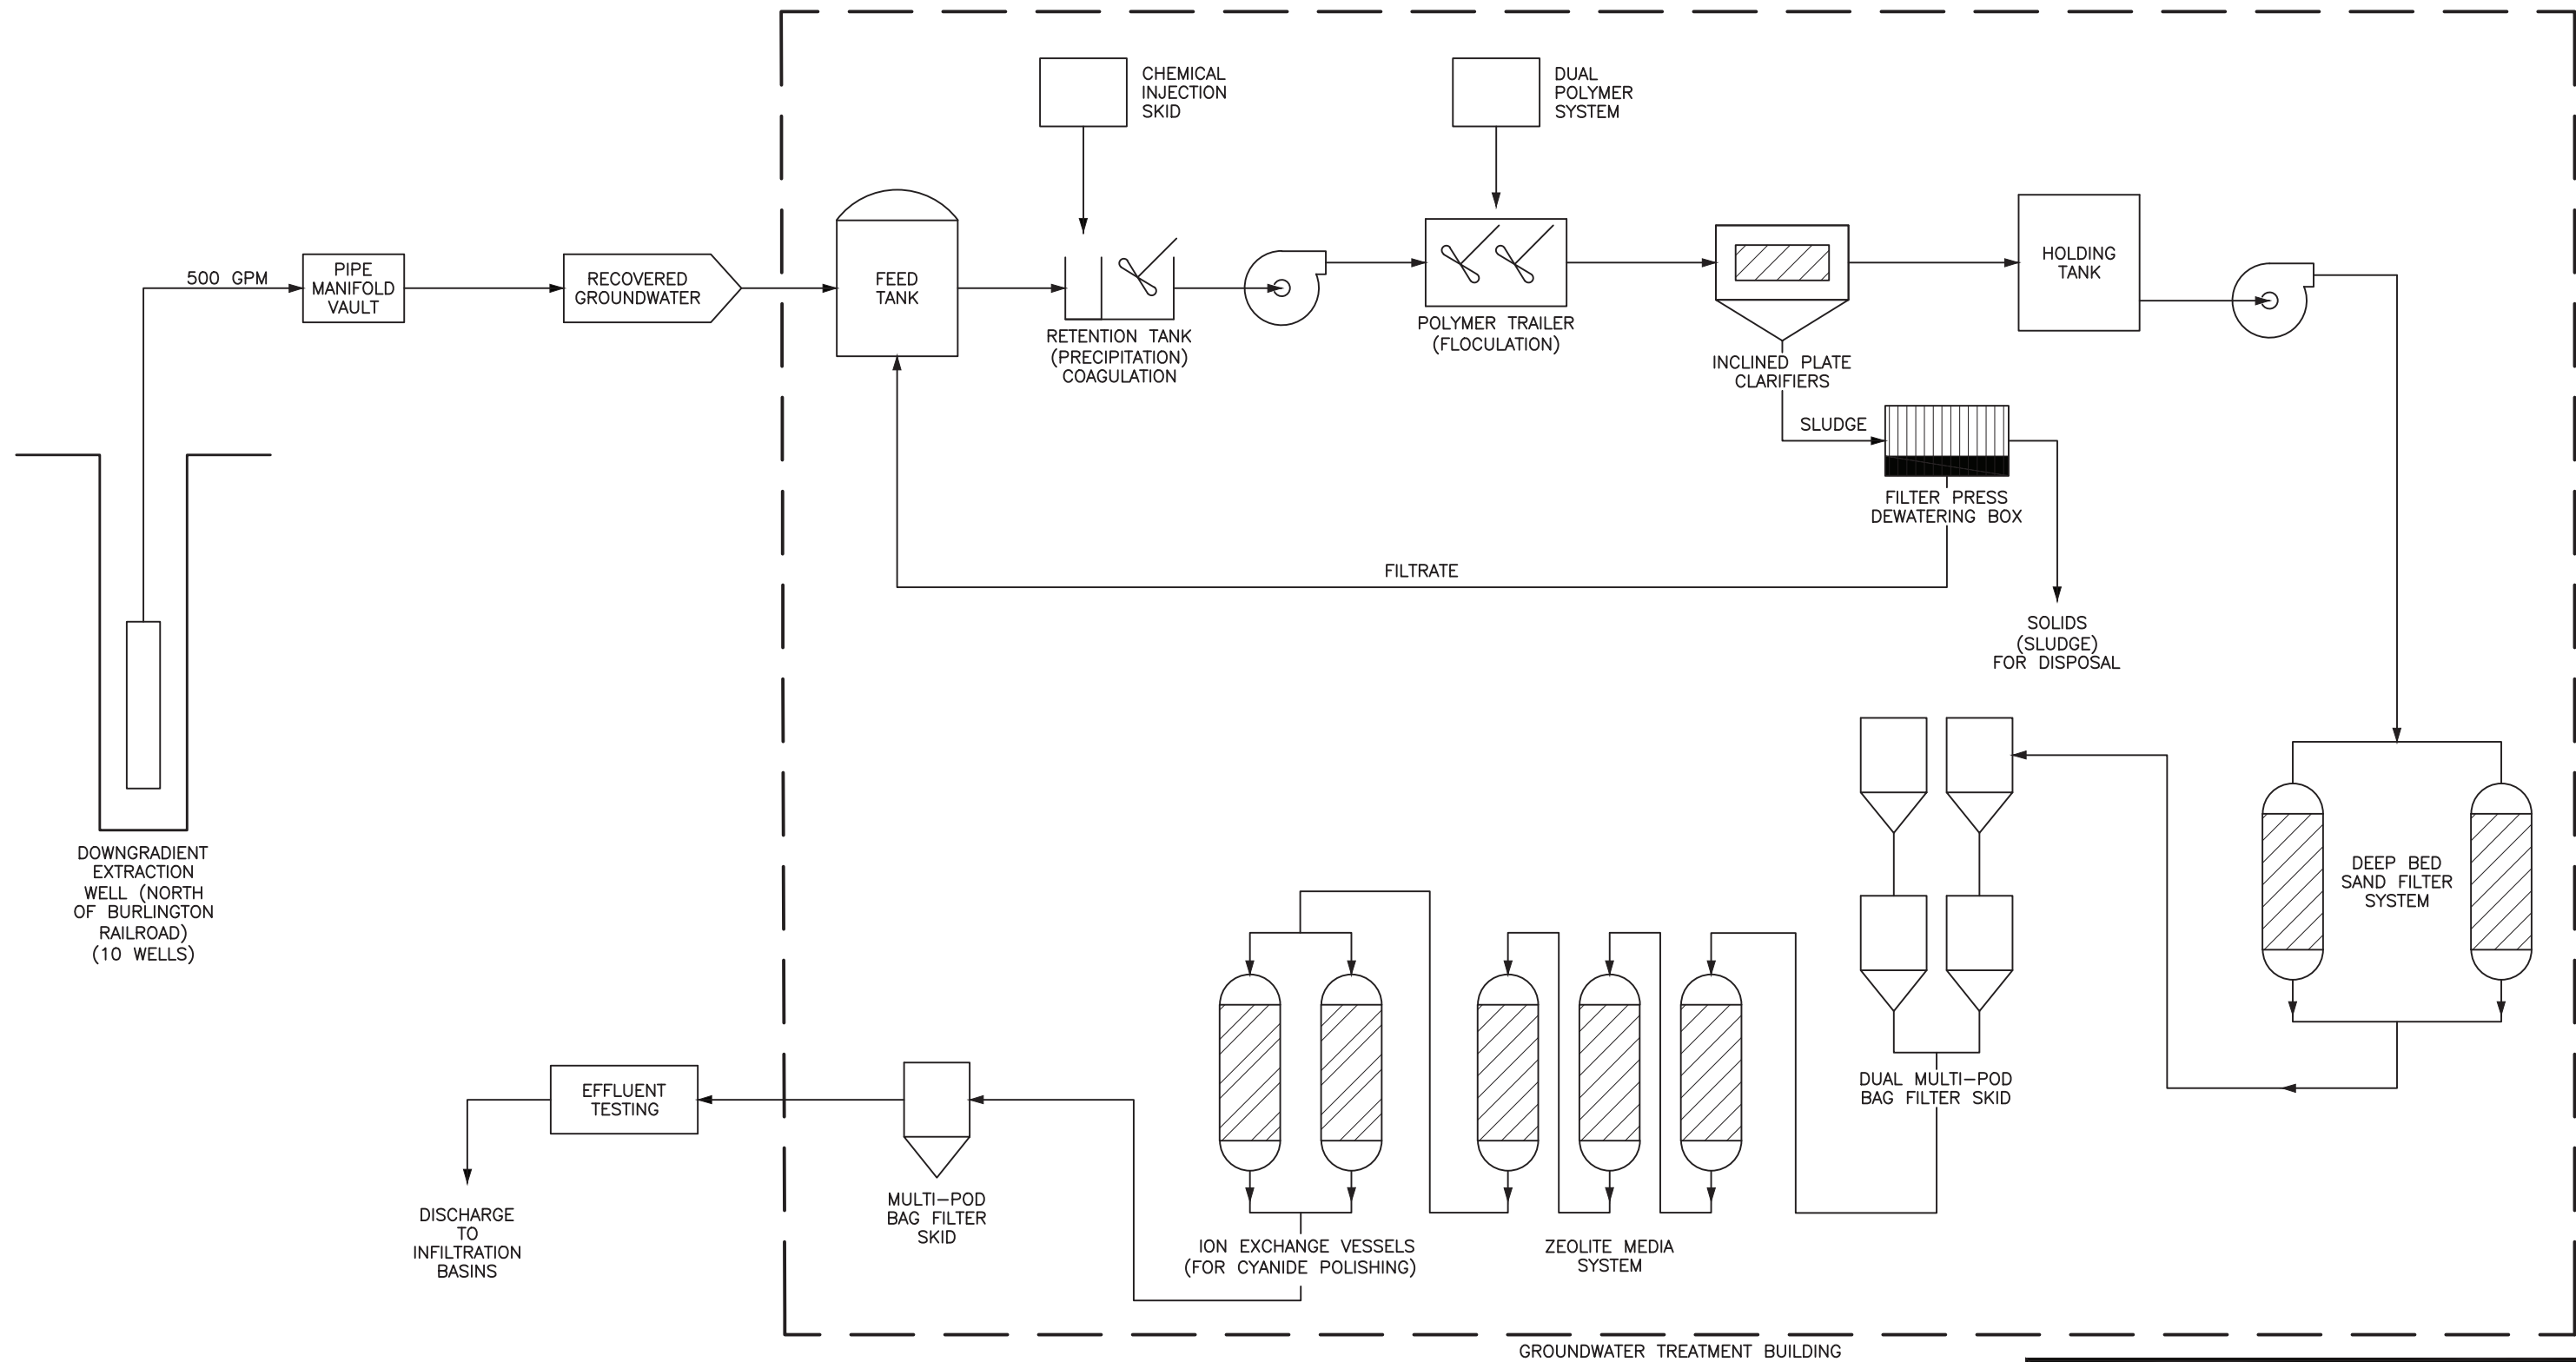 CHEMICAL
INJECTION
SKID
DUAL
POLYMER
SYSTEM
500 GPM
PIPE
MANIFOLD
VAULT
RECOVERED
GROUNDWATER
FEED
TANK
RETENTION TANK
(PRECIPITATION)
COAGULATION
POLYMER TRAILER
(FLOCULATION)
INCLINED PLATE
CLARIFIERS
HOLDING
TANK
SLUDGE
FILTER PRESS
DEWATERING BOX
FILTRATE
SOLIDS
(SLUDGE)
FOR DISPOSAL
DOWNGRADIENT
EXTRACTION
WELL (NORTH
OF BURLINGTON
RAILROAD)
(10 WELLS)
DEEP BED
SAND FILTER
SYSTEM
DUAL MULTI-POD
BAG FILTER SKID
EFFLUENT
TESTING
DISCHARGE
TO
INFILTRATION
BASINS
MULTI-POD
BAG FILTER
SKID
ION EXCHANGE VESSELS
(FOR CYANIDE POLISHING)
ZEOLITE MEDIA
SYSTEM
GROUNDWATER TREATMENT BUILDING